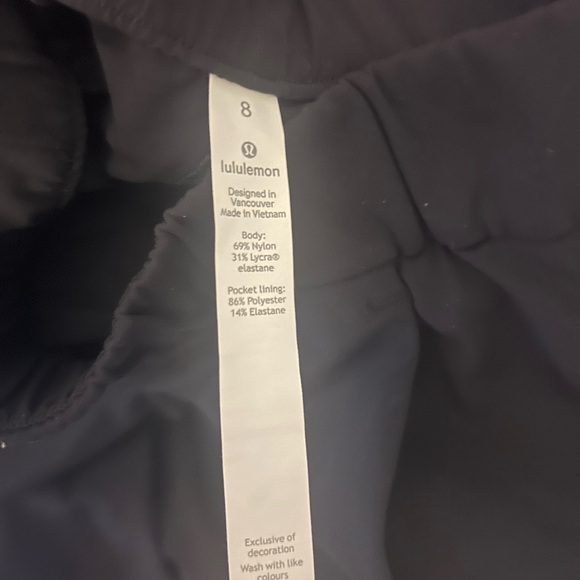 8
lululemon
Designed in
Vancouver
Made in Vietnam
Body:
69% Nylon
31% Lycra®
elastane
Pocket lining:
86% Polyester
14% Elastane
Exclusive of
decoration
Wash with like
colours